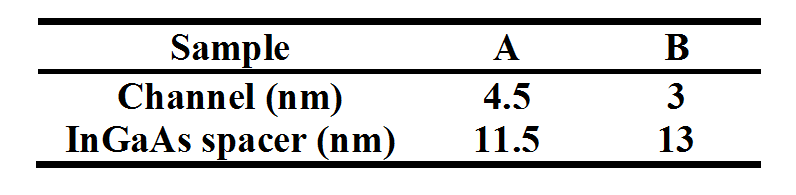 Sample A B
Channel (nm) 4.5 3
InGaAs spacer (nm) 11.5 13